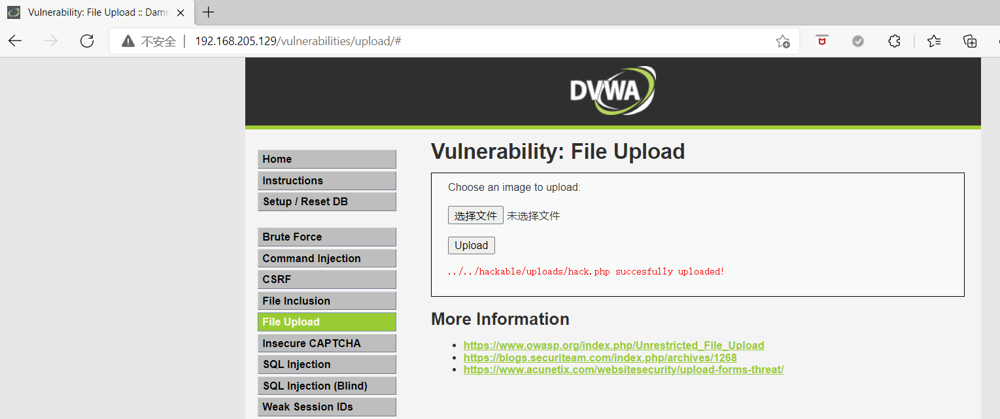 Vulnerability: File Upload :: Damn
不安全 | 192.168.205.129/vulnerabilities/upload/#
DVWA
Home
Instructions
Setup / Reset DB
Brute Force
Command Injection
CSRF
File Inclusion
File Upload
Insecure CAPTCHA
SQL Injection
SQL Injection (Blind)
Weak Session IDs
Vulnerability: File Upload
Choose an image to upload:
选择文件 未选择文件
Upload
../../hackable/uploads/hack.php succesfully uploaded!
More Information
https://www.owasp.org/index.php/Unrestricted_File_Upload
https://blogs.securiteam.com/index.php/archives/1268
https://www.acunetix.com/websitesecurity/upload-forms-threat/